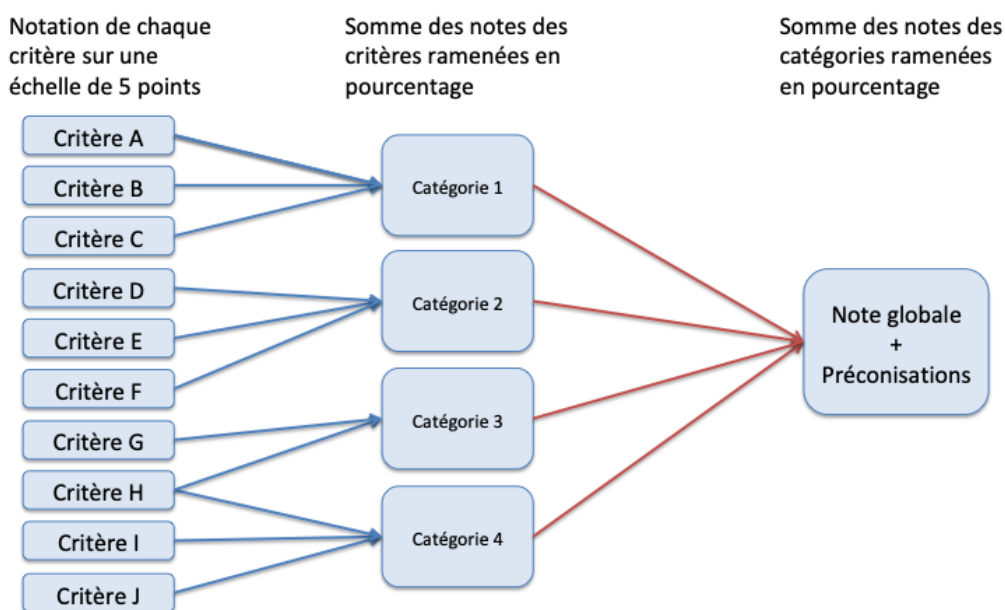 Notation de chaque
critère sur une
échelle de 5 points
Somme des notes des
critères ramenées en
pourcentage
Somme des notes des
catégories ramenées
en pourcentage
Critère A
Critère B
Critère C
Critère D
Critère E
Critère F
Critère G
Critère H
Critère I
Critère J
Catégorie 1
Catégorie 2
Catégorie 3
Catégorie 4
Note globale
+
Préconisations